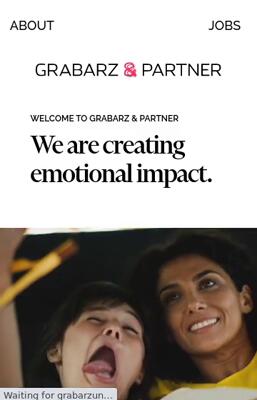 ABOUT JOBS
GRABARZ & PARTNER
WELCOME TO GRABARZ & PARTNER
We are creating
emotional impact.
Waiting for grabarzun...